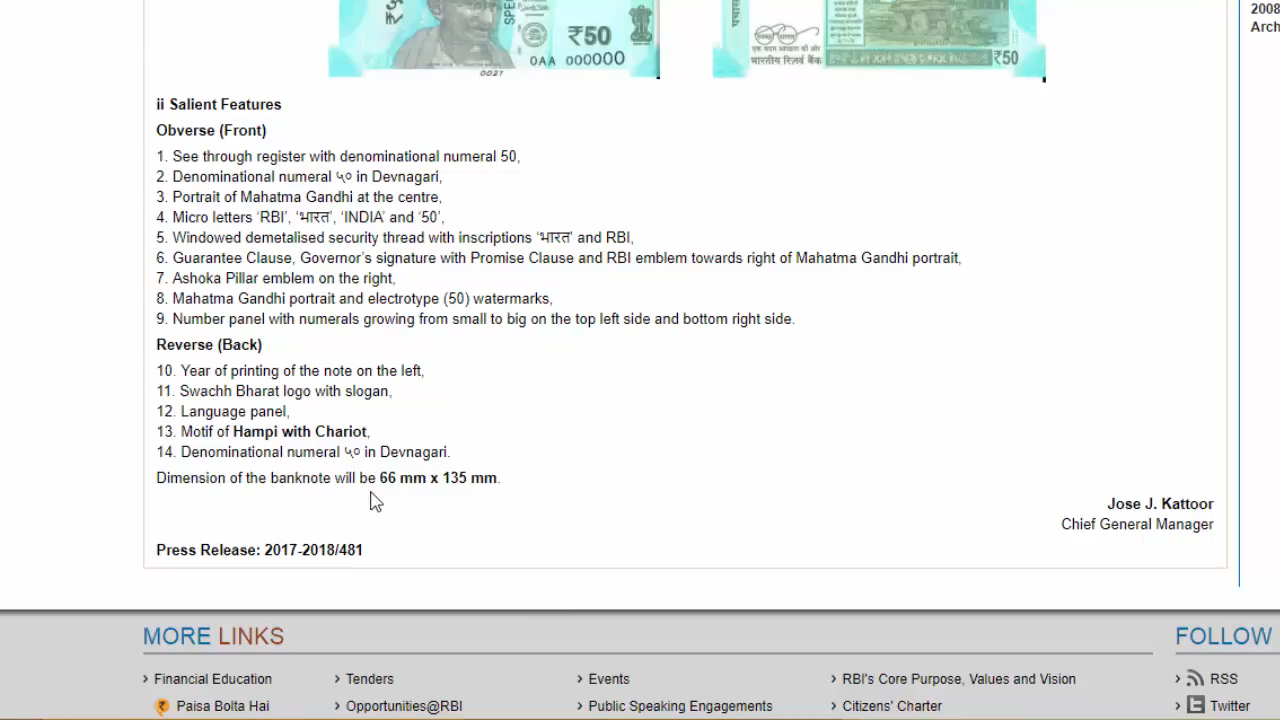 2008
Arch
SPE
₹50
0AA 000000
0021
एक कदम स्वच्छता की ओर
भारतीय रिज़र्व बैंक
₹50
ii Salient Features
Obverse (Front)
1. See through register with denominational numeral 50,
2. Denominational numeral ५० in Devnagari,
3. Portrait of Mahatma Gandhi at the centre,
4. Micro letters ‘RBI’, ‘भारत’, ‘INDIA’ and ‘50’,
5. Windowed demetalised security thread with inscriptions ‘भारत’ and RBI,
6. Guarantee Clause, Governor’s signature with Promise Clause and RBI emblem towards right of Mahatma Gandhi portrait,
7. Ashoka Pillar emblem on the right,
8. Mahatma Gandhi portrait and electrotype (50) watermarks,
9. Number panel with numerals growing from small to big on the top left side and bottom right side.
Reverse (Back)
10. Year of printing of the note on the left,
11. Swachh Bharat logo with slogan,
12. Language panel,
13. Motif of Hampi with Chariot,
14. Denominational numeral ५० in Devnagari.
Dimension of the banknote will be 66 mm x 135 mm.
Jose J. Kattoor
Chief General Manager
Press Release: 2017-2018/481
MORE LINKS
FOLLOW
› Financial Education
› Tenders
› Events
› RBI's Core Purpose, Values and Vision
› RSS
Paisa Bolta Hai
› Opportunities@RBI
› Public Speaking Engagements
› Citizens' Charter
› Twitter